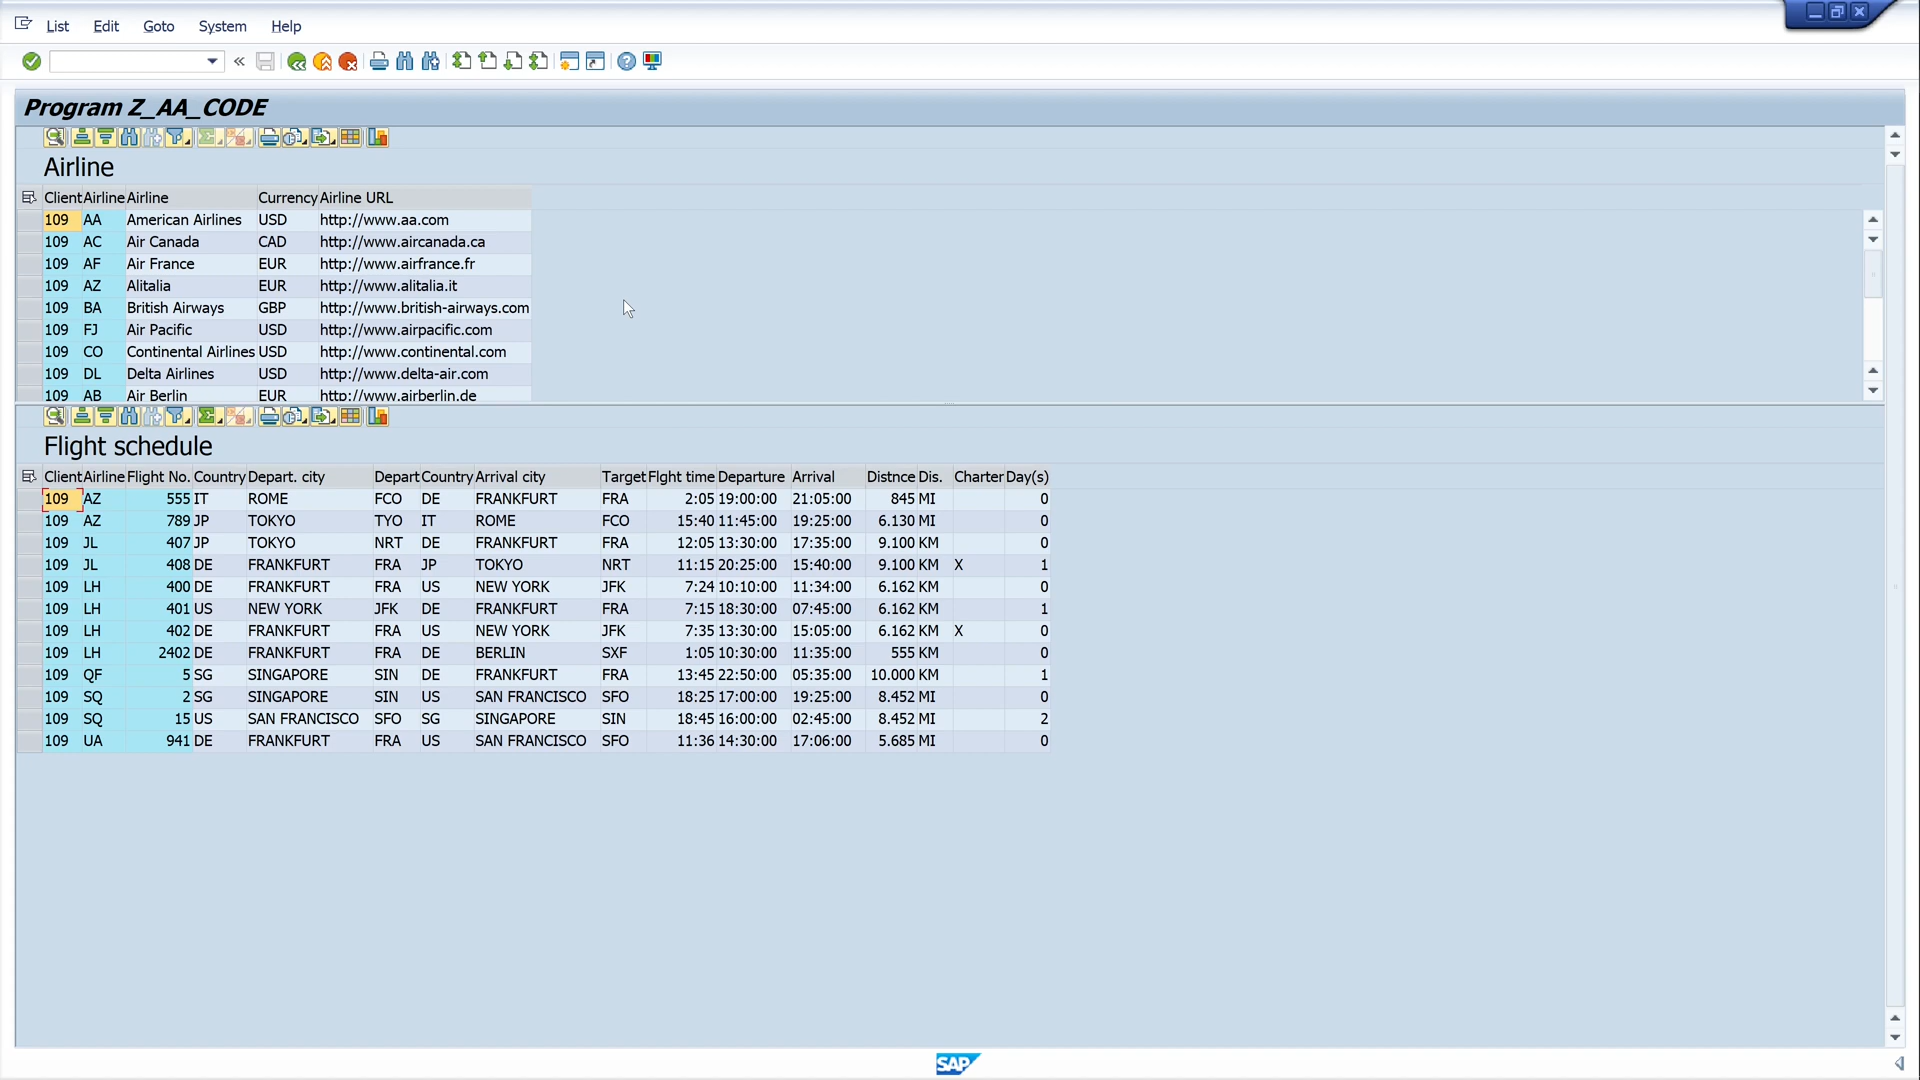 List Edit Goto System Help
Program Z_AA_CODE
Airline
Client Airline Airline Currency Airline URL
109 AA American Airlines USD http://www.aa.com
109 AC Air Canada CAD http://www.aircanada.ca
109 AF Air France EUR http://www.airfrance.fr
109 AZ Alitalia EUR http://www.alitalia.it
109 BA British Airways GBP http://www.british-airways.com
109 FJ Air Pacific USD http://www.airpacific.com
109 CO Continental Airlines USD http://www.continental.com
109 DL Delta Airlines USD http://www.delta-air.com
109 AB Air Berlin EUR http://www.airberlin.de
Flight schedule
Client Airline Flight No. Country Depart. city Depart Country Arrival city Target Flght time Departure Arrival Distnce Dis. Charter Day(s)
109 AZ 555 IT ROME FCO DE FRANKFURT FRA 2:05 19:00:00 21:05:00 845 MI 0
109 AZ 789 JP TOKYO TYO IT ROME FCO 15:40 11:45:00 19:25:00 6.130 MI 0
109 JL 407 JP TOKYO NRT DE FRANKFURT FRA 12:05 13:30:00 17:35:00 9.100 KM 0
109 JL 408 DE FRANKFURT FRA JP TOKYO NRT 11:15 20:25:00 15:40:00 9.100 KM X 1
109 LH 400 DE FRANKFURT FRA US NEW YORK JFK 7:24 10:10:00 11:34:00 6.162 KM 0
109 LH 401 US NEW YORK JFK DE FRANKFURT FRA 7:15 18:30:00 07:45:00 6.162 KM 1
109 LH 402 DE FRANKFURT FRA US NEW YORK JFK 7:35 13:30:00 15:05:00 6.162 KM X 0
109 LH 2402 DE FRANKFURT FRA DE BERLIN SXF 1:05 10:30:00 11:35:00 555 KM 0
109 QF 5 SG SINGAPORE SIN DE FRANKFURT FRA 13:45 22:50:00 05:35:00 10.000 KM 1
109 SQ 2 SG SINGAPORE SIN US SAN FRANCISCO SFO 18:25 17:00:00 19:25:00 8.452 MI 0
109 SQ 15 US SAN FRANCISCO SFO SG SINGAPORE SIN 18:45 16:00:00 02:45:00 8.452 MI 2
109 UA 941 DE FRANKFURT FRA US SAN FRANCISCO SFO 11:36 14:30:00 17:06:00 5.685 MI 0
SAP